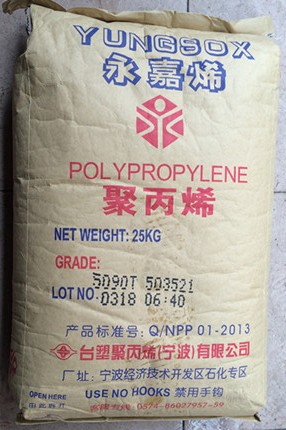 YUNGSOX
永嘉烯
POLYPROPYLENE
聚丙烯
NET WEIGHT: 25KG
GRADE:
5090T 503521
LOT NO. 0318 06:40
产品标准号: Q/NPP 01-2013
台塑聚丙烯(宁波)有限公司
厂址: 宁波经济技术开发区石化专区
OPEN HERE USE NO HOOKS 禁用手钩
0574-86027957-59